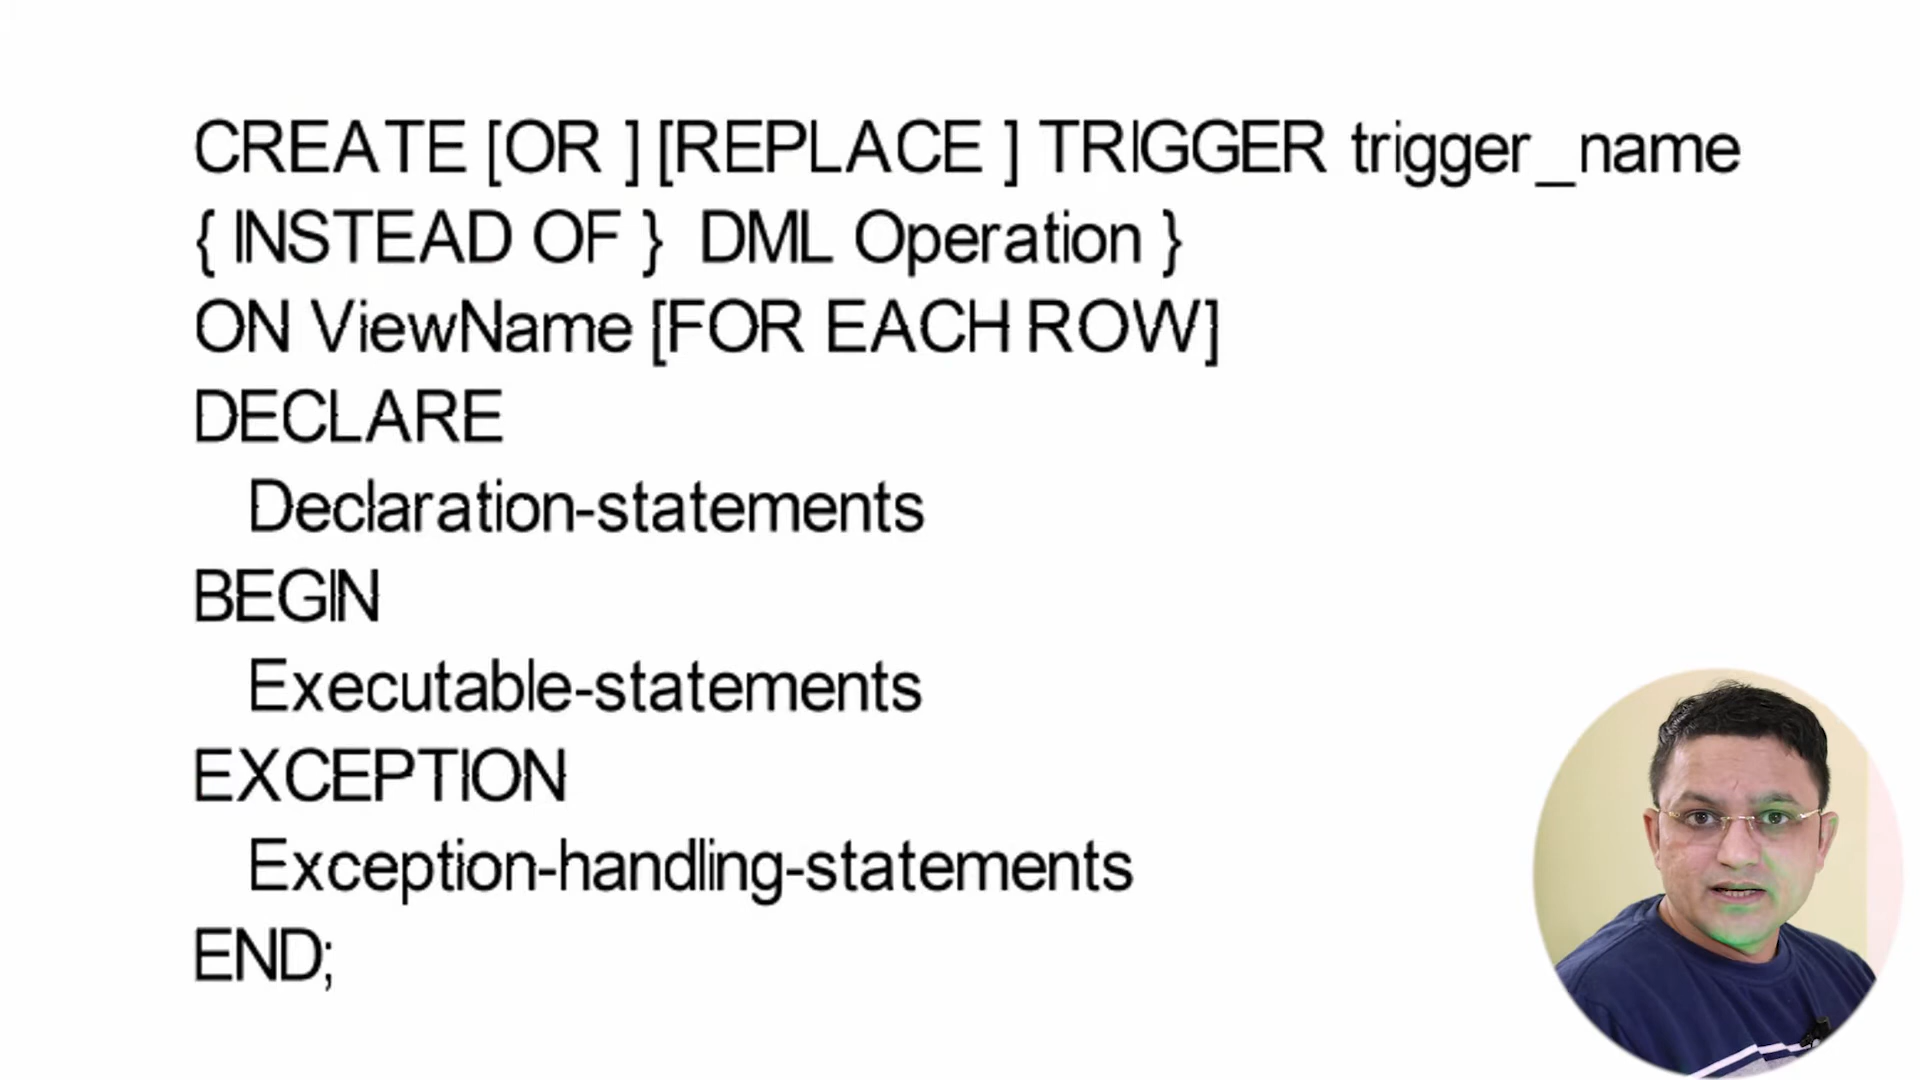 CREATE [OR ] [REPLACE ] TRIGGER trigger_name
{ INSTEAD OF } DML Operation }
ON ViewName [FOR EACH ROW]
DECLARE
Declaration-statements
BEGIN
Executable-statements
EXCEPTION
Exception-handling-statements
END;